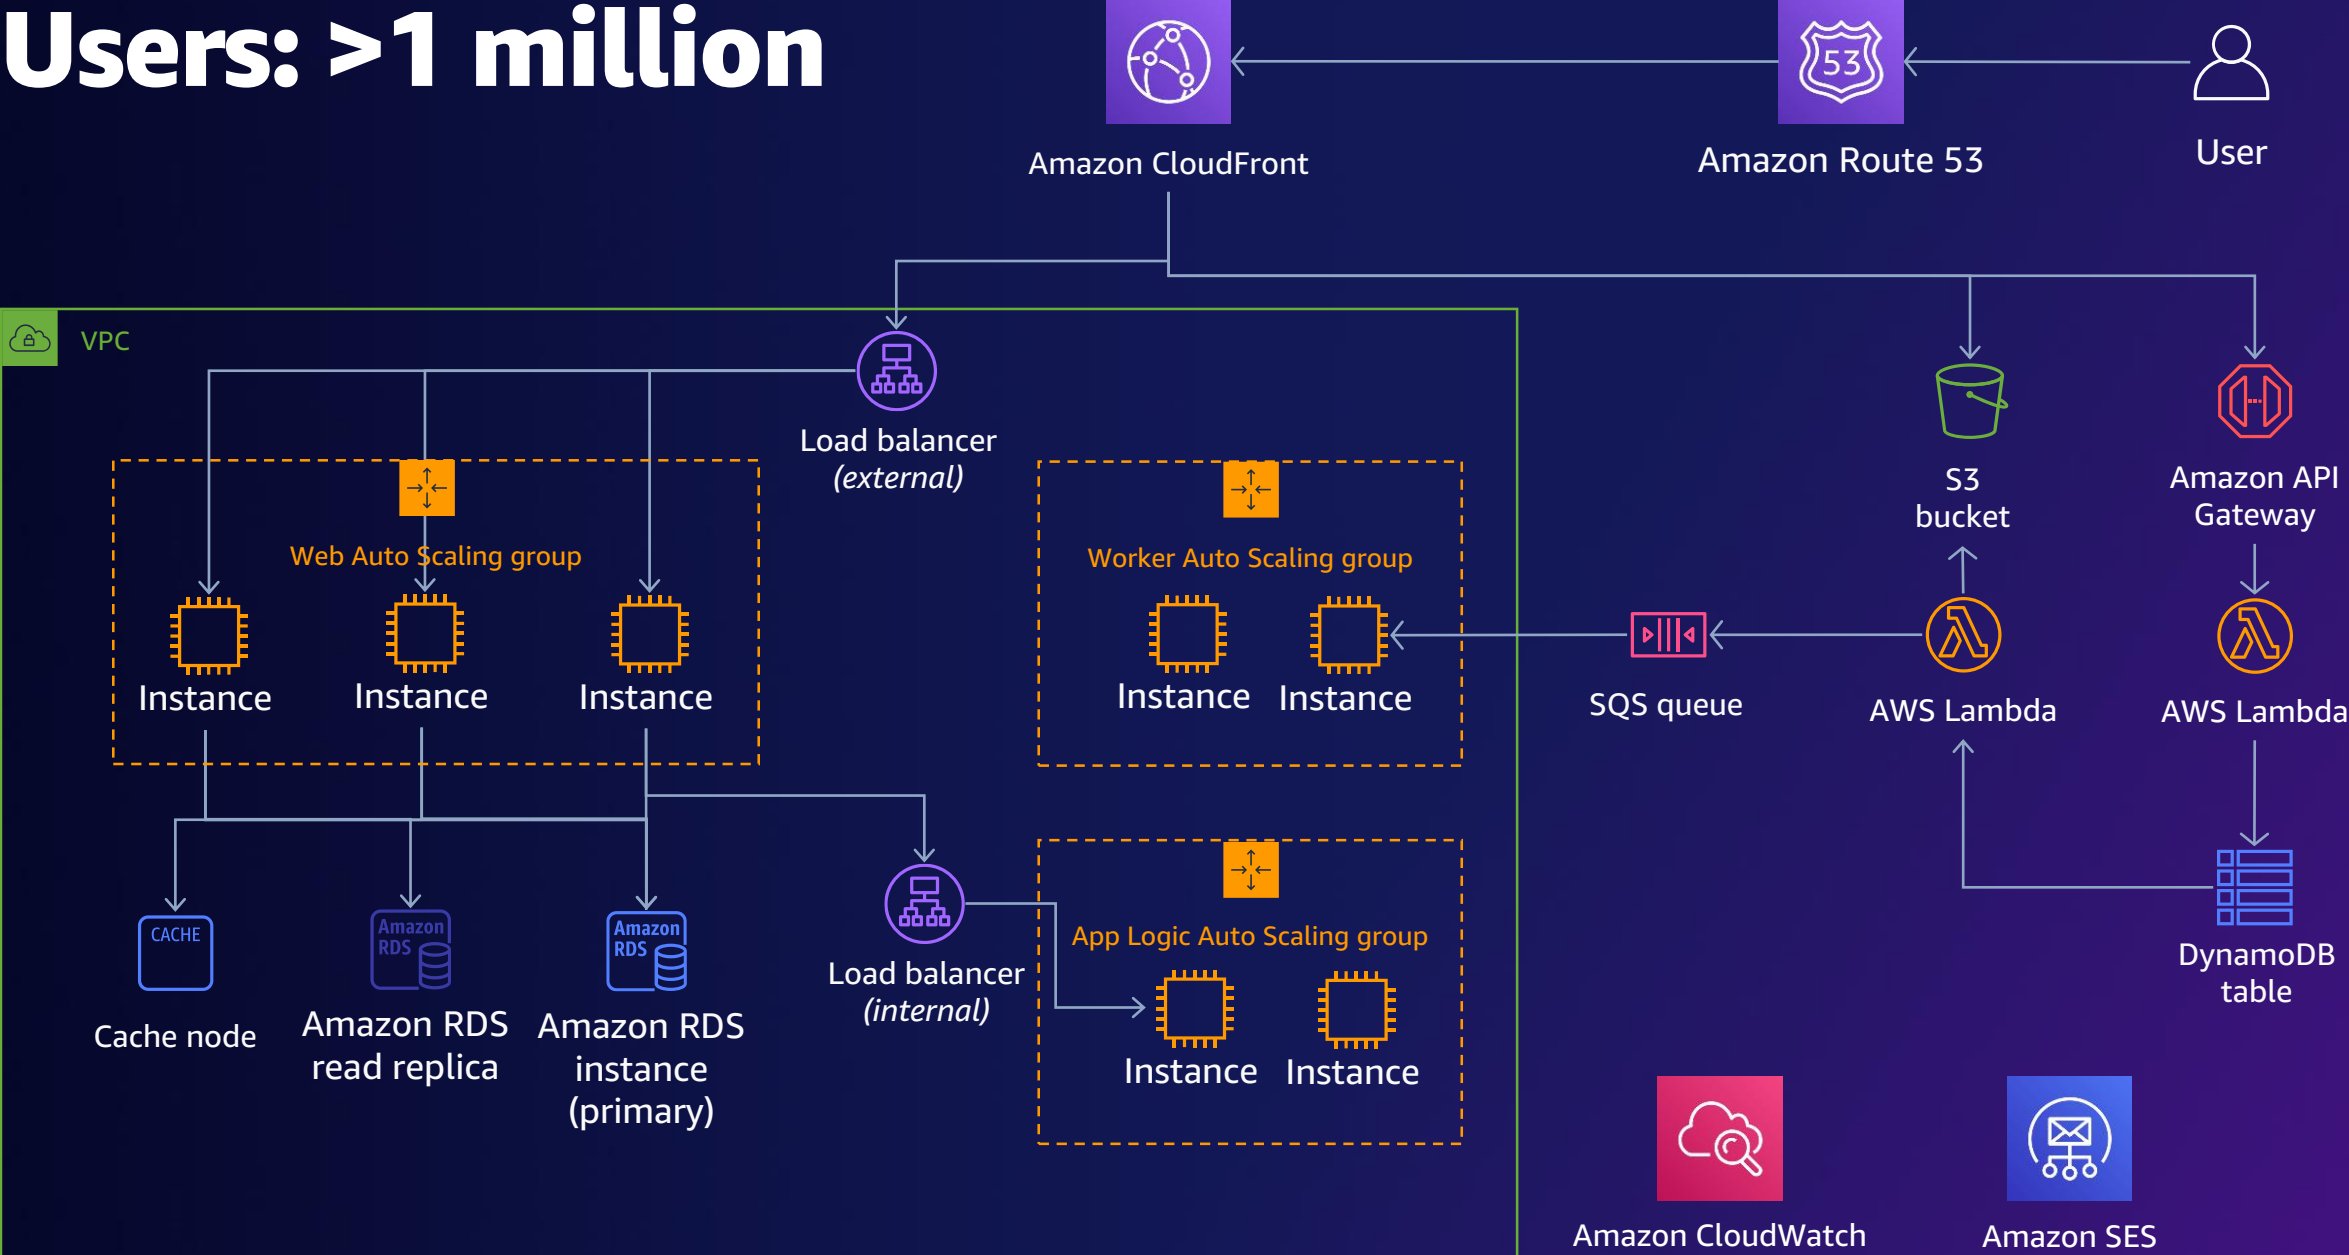 Users: >1 million
53
Amazon CloudFront
Amazon Route 53
User
VPC
Load balancer
(external)
Web Auto Scaling group
Instance
Instance
Instance
Worker Auto Scaling group
Instance
Instance
SQS queue
S3
bucket
AWS Lambda
Amazon API
Gateway
AWS Lambda
DynamoDB
table
CACHE
Cache node
Amazon
RDS
Amazon RDS
read replica
Amazon
RDS
Amazon RDS
instance
(primary)
Load balancer
(internal)
App Logic Auto Scaling group
Instance
Instance
Amazon CloudWatch
Amazon SES